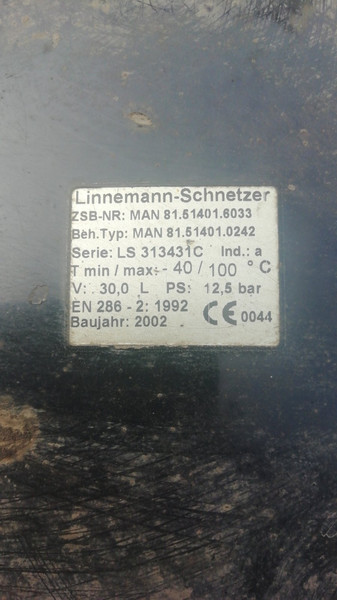 Linnemann-Schnetzer
ZSB-NR: MAN 81.51401.6033
Beh.Typ: MAN 81.51401.0242
Serie: LS 313431C Ind.: a
T min / max: - 40 / 100 °C
V: 30,0 L PS: 12,5 bar
EN 286 - 2: 1992
Baujahr: 2002 CE 0044